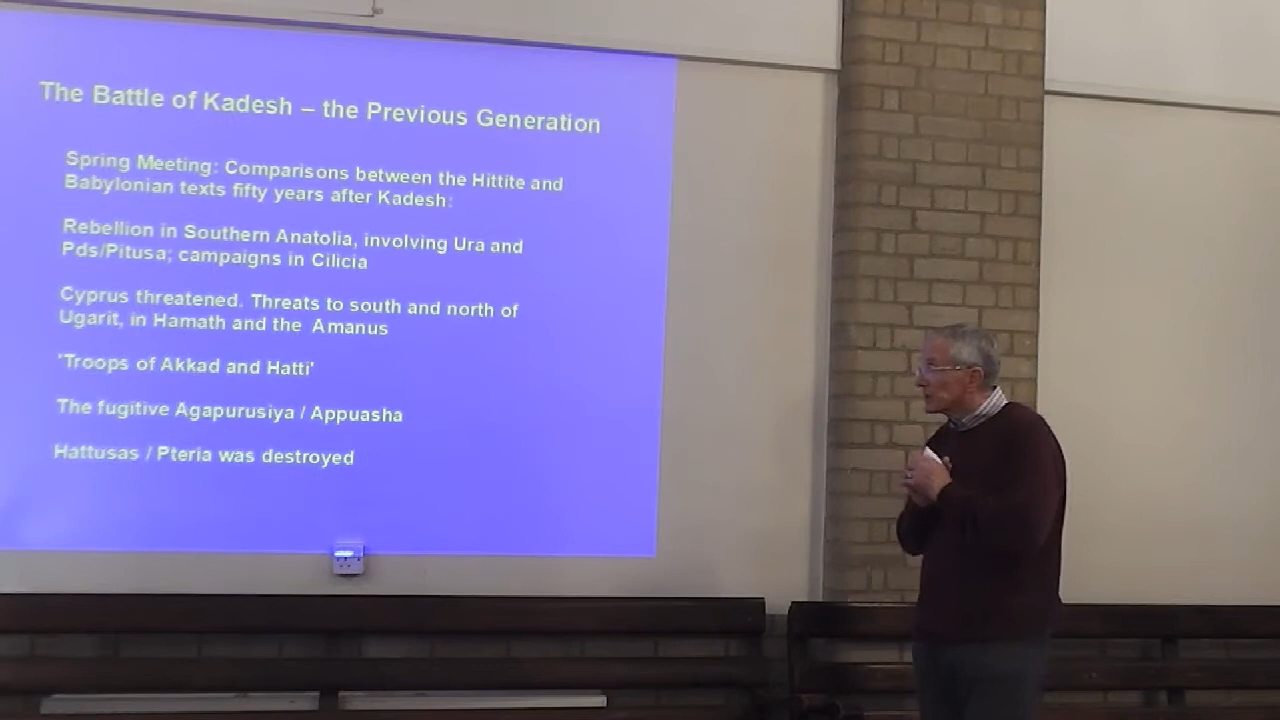 The Battle of Kadesh – the Previous Generation
Spring Meeting: Comparisons between the Hittite and
Babylonian texts fifty years after Kadesh:
Rebellion in Southern Anatolia, involving Ura and
Pds/Pitusa; campaigns in Cilicia
Cyprus threatened. Threats to south and north of
Ugarit, in Hamath and the Amanus
'Troops of Akkad and Hatti'
The fugitive Agapurusiya / Appuasha
Hattusas / Pteria was destroyed